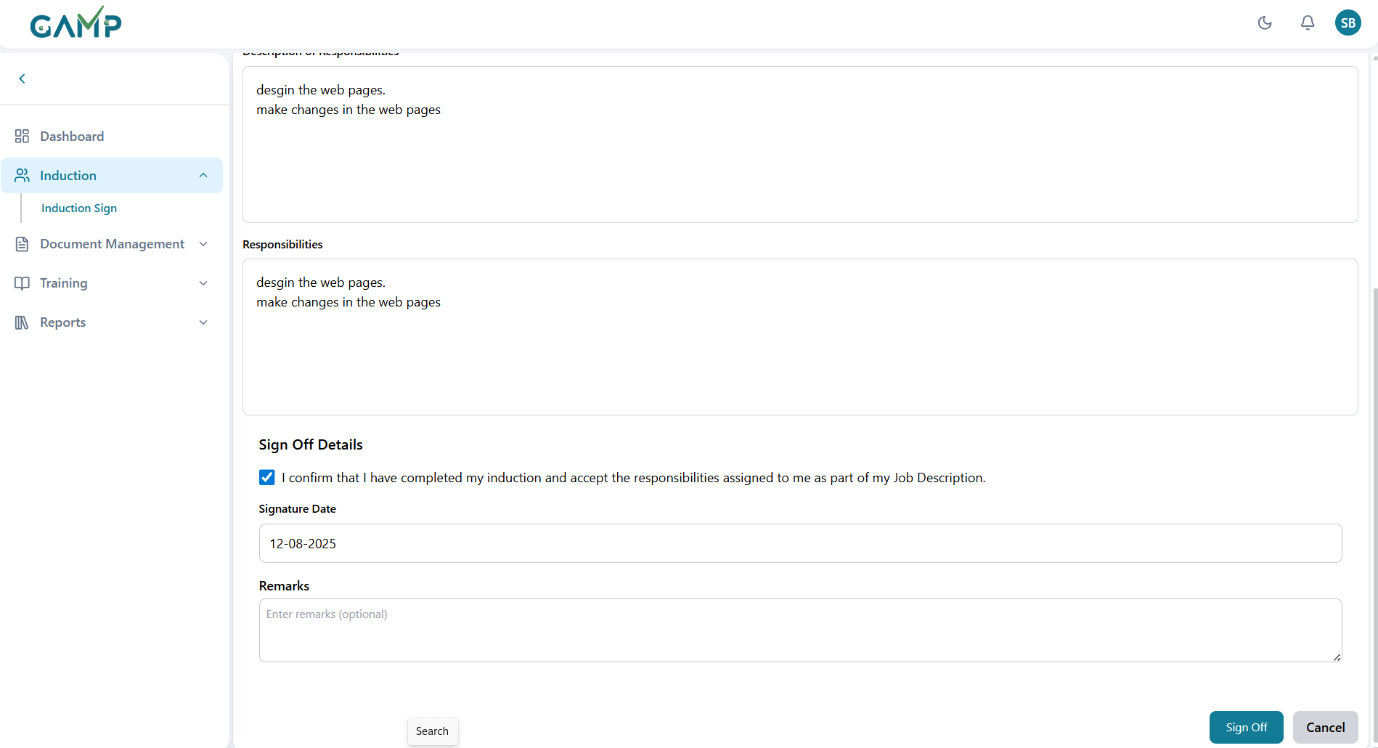 GAMP
SB
Dashboard
Induction
Induction Sign
Document Management
Training
Reports
Description of Responsibilities
desgin the web pages.
make changes in the web pages
Responsibilities
desgin the web pages.
make changes in the web pages
Sign Off Details
I confirm that I have completed my induction and accept the responsibilities assigned to me as part of my Job Description.
Signature Date
12-08-2025
Remarks
Enter remarks (optional)
Search
Sign Off
Cancel